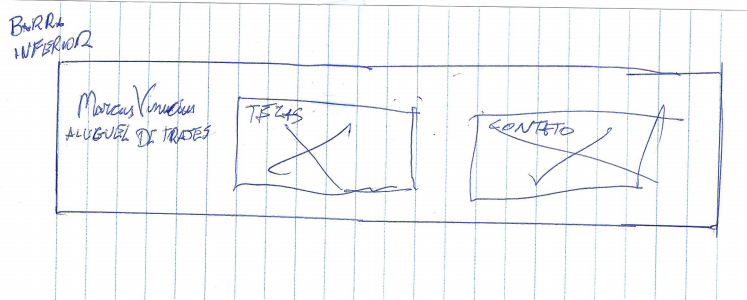 BARRA
INFERIOR
Marcus Vinicius
ALUGUEL DE TRAJES
TELAS
CONTATO